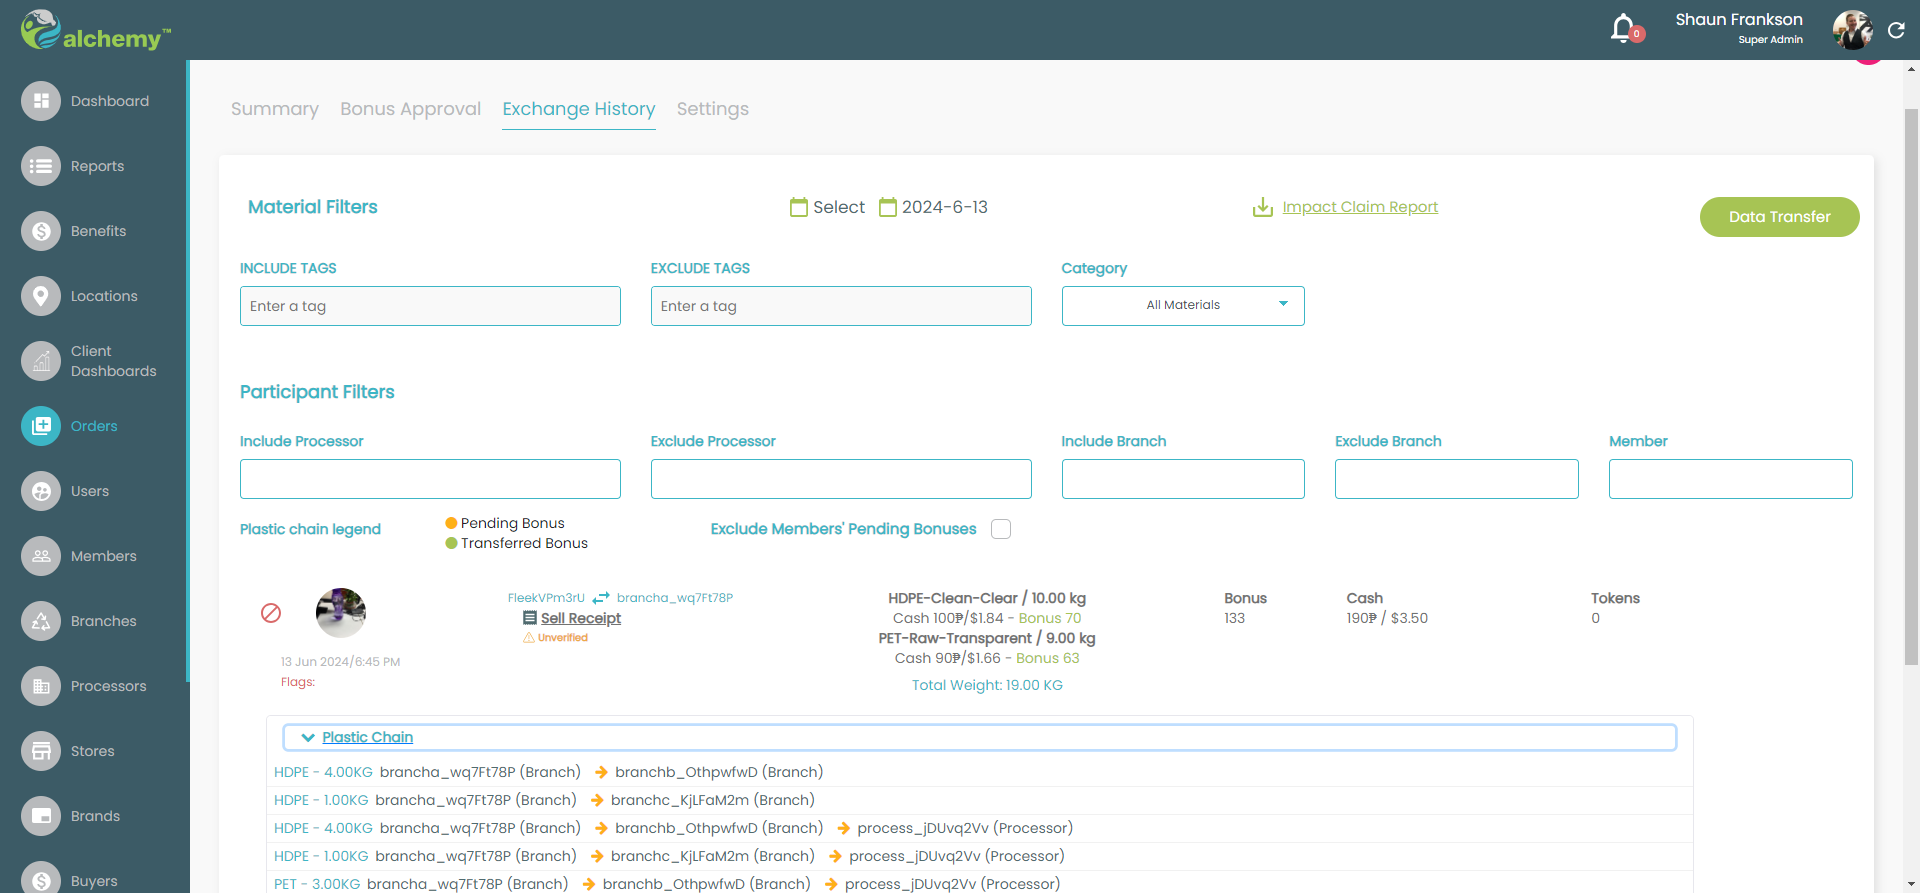 alchemy™
0
Shaun Frankson
Super Admin
Dashboard
Reports
Benefits
Locations
Client
Dashboards
Orders
Users
Members
Branches
Processors
Stores
Brands
Buyers
Summary
Bonus Approval
Exchange History
Settings
Material Filters
Select
2024-6-13
Impact Claim Report
Data Transfer
INCLUDE TAGS
EXCLUDE TAGS
Category
Enter a tag
Enter a tag
All Materials
Participant Filters
Include Processor
Exclude Processor
Include Branch
Exclude Branch
Member
Plastic chain legend
Pending Bonus
Transferred Bonus
Exclude Members' Pending Bonuses
FleekVPm3rU brancha_wq7Ft78P
Sell Receipt
Unverified
13 Jun 2024/6:45 PM
Flags:
HDPE-Clean-Clear / 10.00 kg
Cash 100₱/$1.84 - Bonus 70
PET-Raw-Transparent / 9.00 kg
Cash 90₱/$1.66 - Bonus 63
Total Weight: 19.00 KG
Bonus
133
Cash
190₱ / $3.50
Tokens
0
Plastic Chain
HDPE - 4.00KG brancha_wq7Ft78P (Branch) branchb_OthpwfwD (Branch)
HDPE - 1.00KG brancha_wq7Ft78P (Branch) branchc_KjLFaM2m (Branch)
HDPE - 4.00KG brancha_wq7Ft78P (Branch) branchb_OthpwfwD (Branch) process_jDUvq2Vv (Processor)
HDPE - 1.00KG brancha_wq7Ft78P (Branch) branchc_KjLFaM2m (Branch) process_jDUvq2Vv (Processor)
PET - 3.00KG brancha_wq7Ft78P (Branch) branchb_OthpwfwD (Branch) process_jDUvq2Vv (Processor)